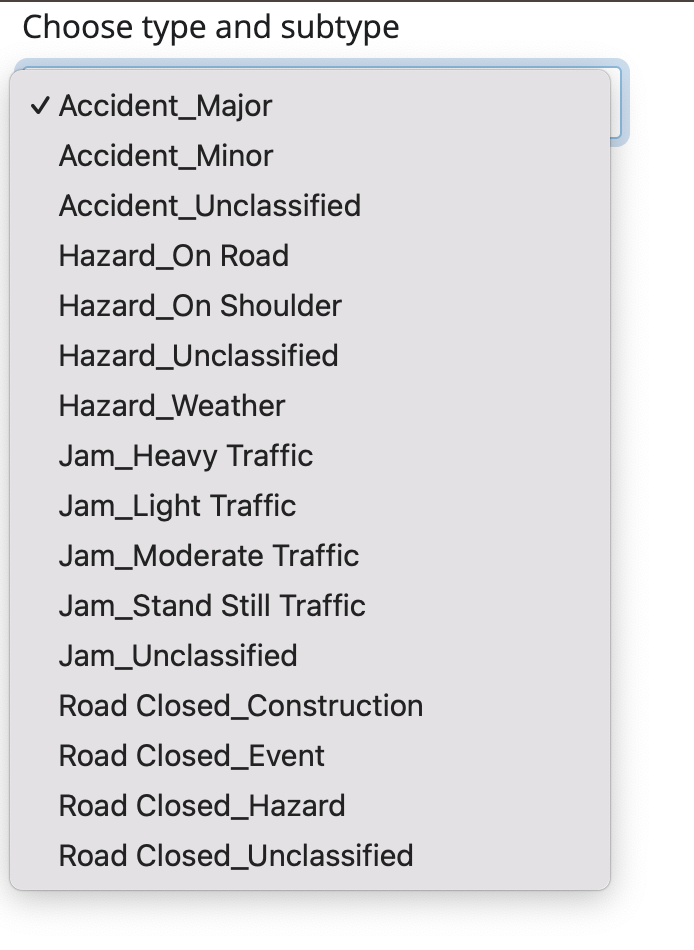 Choose type and subtype
✓ Accident_Major
Accident_Minor
Accident_Unclassified
Hazard_On Road
Hazard_On Shoulder
Hazard_Unclassified
Hazard_Weather
Jam_Heavy Traffic
Jam_Light Traffic
Jam_Moderate Traffic
Jam_Stand Still Traffic
Jam_Unclassified
Road Closed_Construction
Road Closed_Event
Road Closed_Hazard
Road Closed_Unclassified